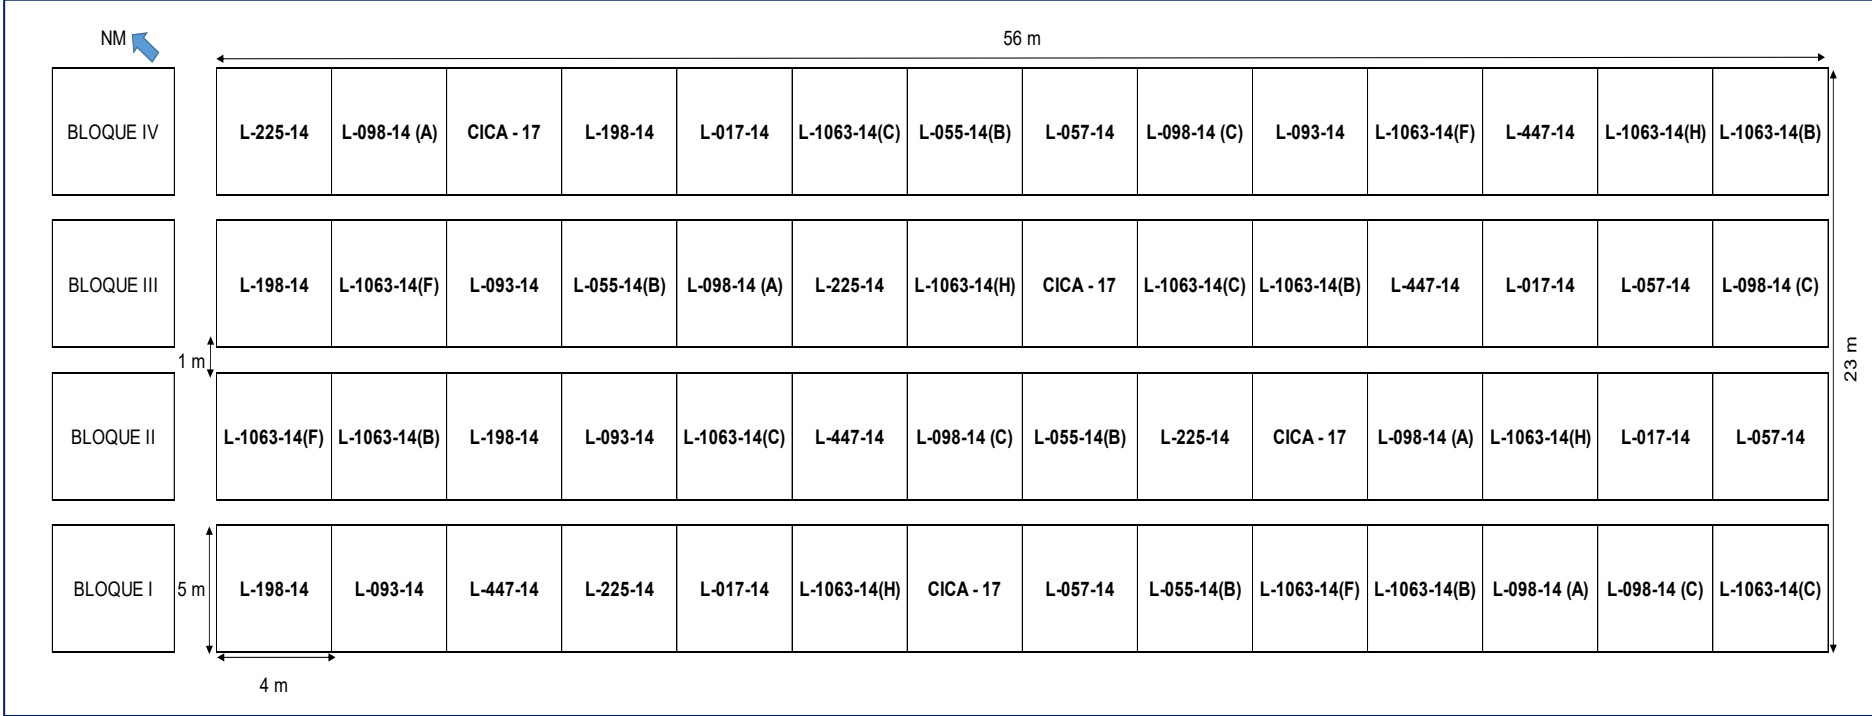 NM
56 m
BLOQUE IV
L-225-14
L-098-14 (A)
CICA - 17
L-198-14
L-017-14
L-1063-14(C)
L-055-14(B)
L-057-14
L-098-14 (C)
L-093-14
L-1063-14(F)
L-447-14
L-1063-14(H)
L-1063-14(B)
BLOQUE III
L-198-14
L-1063-14(F)
L-093-14
L-055-14(B)
L-098-14 (A)
L-225-14
L-1063-14(H)
CICA - 17
L-1063-14(C)
L-1063-14(B)
L-447-14
L-017-14
L-057-14
L-098-14 (C)
1 m
23 m
BLOQUE II
L-1063-14(F)
L-1063-14(B)
L-198-14
L-093-14
L-1063-14(C)
L-447-14
L-098-14 (C)
L-055-14(B)
L-225-14
CICA - 17
L-098-14 (A)
L-1063-14(H)
L-017-14
L-057-14
BLOQUE I
5 m
L-198-14
L-093-14
L-447-14
L-225-14
L-017-14
L-1063-14(H)
CICA - 17
L-057-14
L-055-14(B)
L-1063-14(F)
L-1063-14(B)
L-098-14 (A)
L-098-14 (C)
L-1063-14(C)
4 m